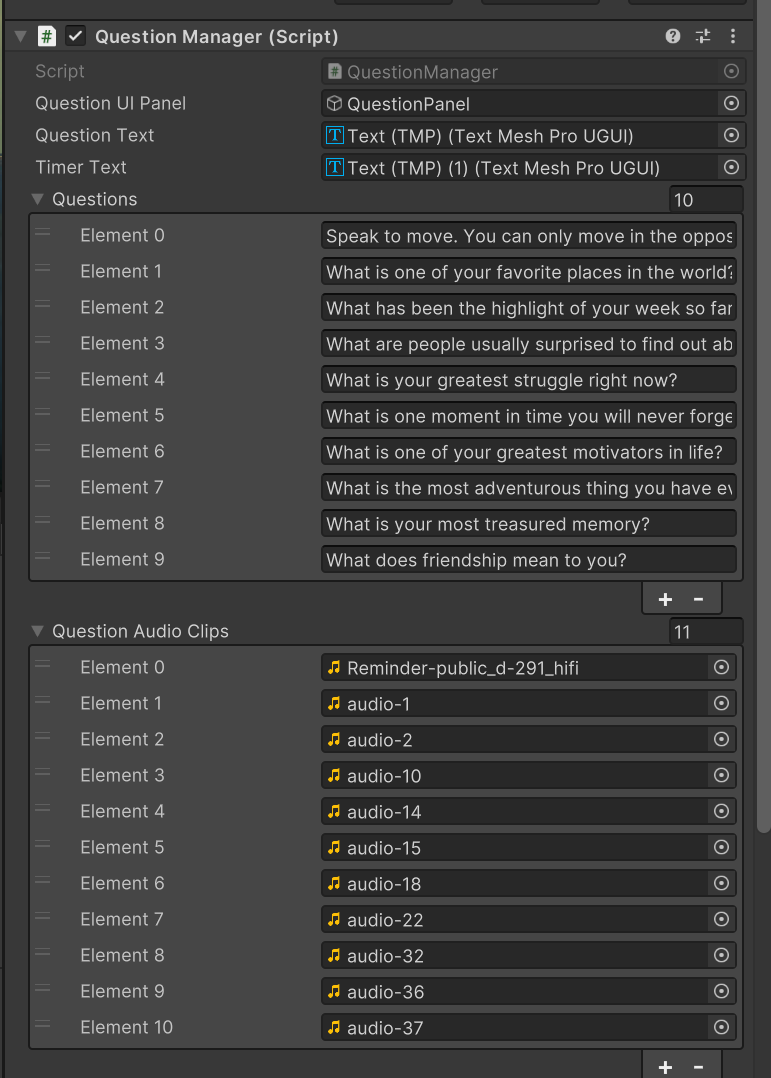 # Question Manager (Script)
Script # QuestionManager
Question UI Panel QuestionPanel
Question Text T Text (TMP) (Text Mesh Pro UGUI)
Timer Text T Text (TMP) (1) (Text Mesh Pro UGUI)
Questions 10
Element 0 Speak to move. You can only move in the oppos
Element 1 What is one of your favorite places in the world?
Element 2 What has been the highlight of your week so far
Element 3 What are people usually surprised to find out ab
Element 4 What is your greatest struggle right now?
Element 5 What is one moment in time you will never forge
Element 6 What is one of your greatest motivators in life?
Element 7 What is the most adventurous thing you have ev
Element 8 What is your most treasured memory?
Element 9 What does friendship mean to you?
+ -
Question Audio Clips 11
Element 0 Reminder-public_d-291_hifi
Element 1 audio-1
Element 2 audio-2
Element 3 audio-10
Element 4 audio-14
Element 5 audio-15
Element 6 audio-18
Element 7 audio-22
Element 8 audio-32
Element 9 audio-36
Element 10 audio-37
+ -